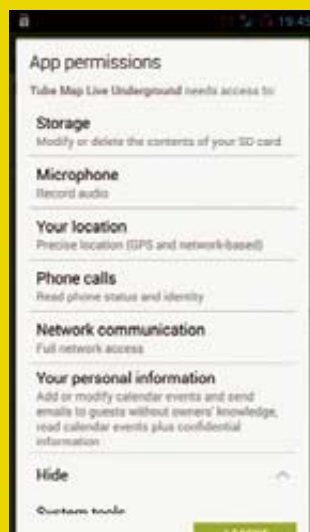 19:45
App permissions
Tube Map Live Underground needs access to:
Storage
Modify or delete the contents of your SD card
Microphone
Record audio
Your location
Precise location (GPS and network-based)
Phone calls
Read phone status and identity
Network communication
Full network access
Your personal information
Add or modify calendar events and send
emails to guests without owners' knowledge,
read calendar events plus confidential
information
Hide
System tools
ACCEPT